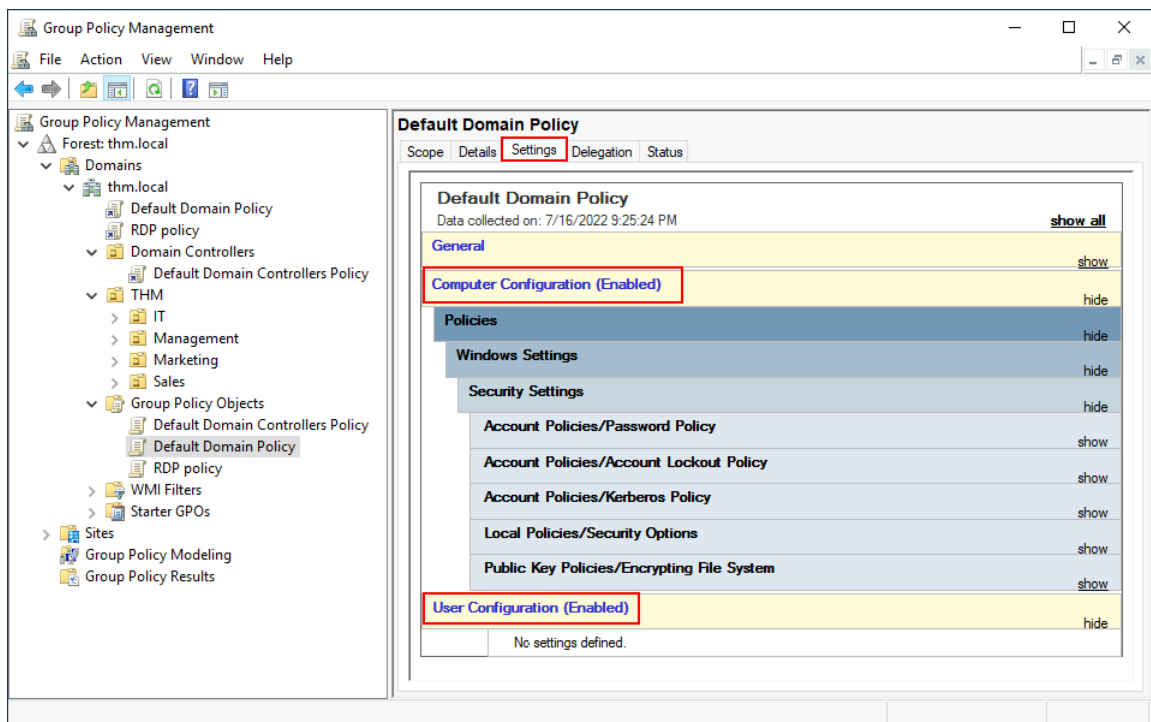 Group Policy Management
File Action View Window Help
Group Policy Management
Forest: thm.local
Domains
thm.local
Default Domain Policy
RDP policy
Domain Controllers
Default Domain Controllers Policy
THM
IT
Management
Marketing
Sales
Group Policy Objects
Default Domain Controllers Policy
Default Domain Policy
RDP policy
WMI Filters
Starter GPOs
Sites
Group Policy Modeling
Group Policy Results
Default Domain Policy
Scope Details Settings Delegation Status
Default Domain Policy
Data collected on: 7/16/2022 9:25:24 PM show all
General
show
Computer Configuration (Enabled)
hide
Policies
hide
Windows Settings
hide
Security Settings
hide
Account Policies/Password Policy
show
Account Policies/Account Lockout Policy
show
Account Policies/Kerberos Policy
show
Local Policies/Security Options
show
Public Key Policies/Encrypting File System
show
User Configuration (Enabled)
hide
No settings defined.